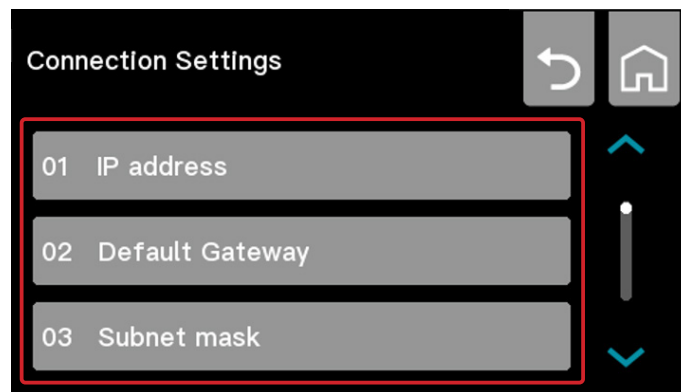 Connection Settings
01 IP address
02 Default Gateway
03 Subnet mask